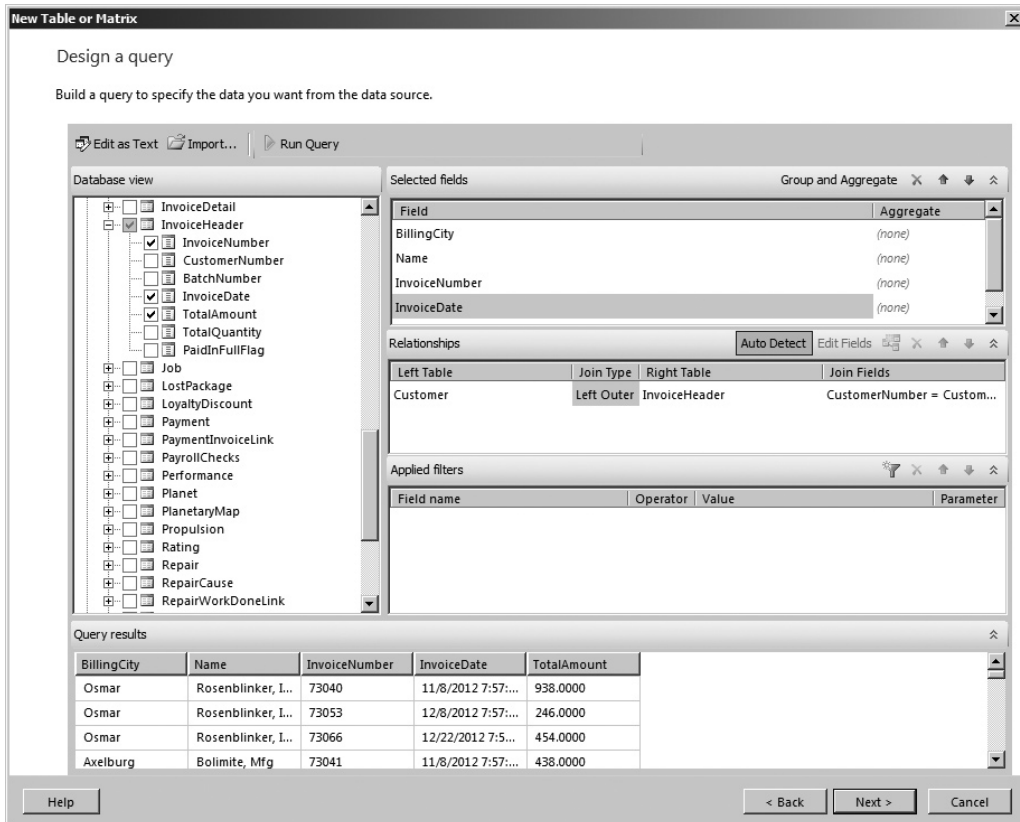 New Table or Matrix
Design a query
Build a query to specify the data you want from the data source.
Edit as Text Import... Run Query
Database view
InvoiceDetail
InvoiceHeader
InvoiceNumber
CustomerNumber
BatchNumber
InvoiceDate
TotalAmount
TotalQuantity
PaidInFullFlag
Job
LostPackage
LoyaltyDiscount
Payment
PaymentInvoiceLink
PayrollChecks
Performance
Planet
PlanetaryMap
Propulsion
Rating
Repair
RepairCause
RepairWorkDoneLink
Selected fields Group and Aggregate
Field Aggregate
BillingCity (none)
Name (none)
InvoiceNumber (none)
InvoiceDate (none)
Relationships Auto Detect Edit Fields
Left Table Join Type Right Table Join Fields
Customer Left Outer InvoiceHeader CustomerNumber = Custom...
Applied filters
Field name Operator Value Parameter
Query results
BillingCity Name InvoiceNumber InvoiceDate TotalAmount
Osmar Rosenblinker, I... 73040 11/8/2012 7:57:... 938.0000
Osmar Rosenblinker, I... 73053 12/8/2012 7:57:... 246.0000
Osmar Rosenblinker, I... 73066 12/22/2012 7:5... 454.0000
Axelburg Bolimite, Mfg 73041 11/8/2012 7:57:... 438.0000
Help < Back Next > Cancel